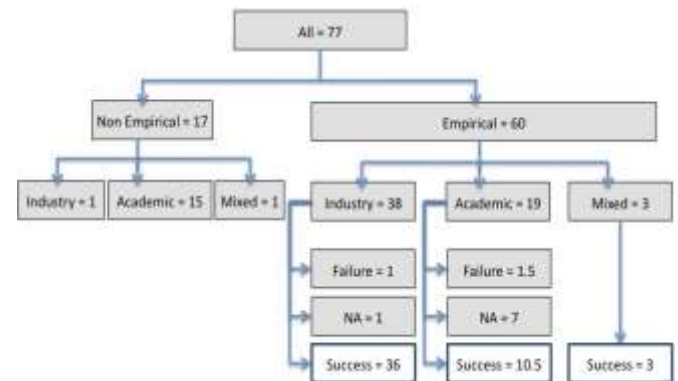 All = 77
Non Empirical = 17
Empirical = 60
Industry = 1
Academic = 15
Mixed = 1
Industry = 38
Academic = 19
Mixed = 3
Failure = 1
Failure = 1.5
NA = 1
NA = 7
Success = 36
Success = 10.5
Success = 3